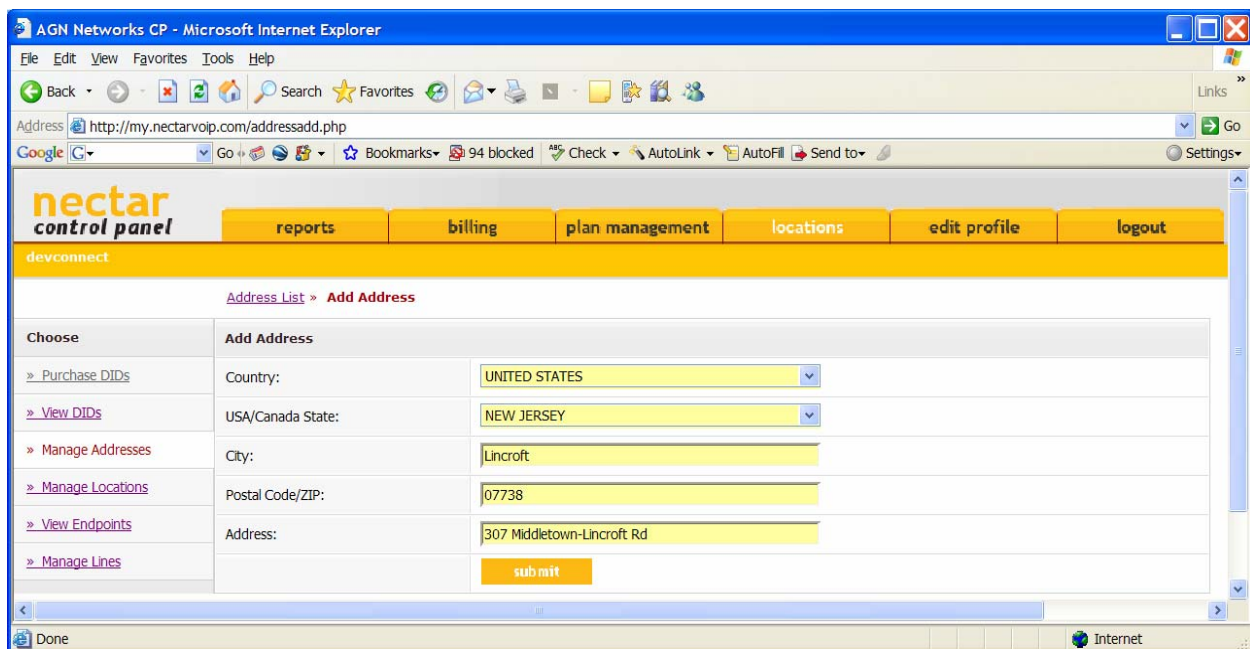 AGN Networks CP - Microsoft Internet Explorer
File Edit View Favorites Tools Help
Back Search Favorites Links »
Address http://my.nectarvoip.com/addressadd.php Go
Google G Go Bookmarks 94 blocked ABC Check AutoLink AutoFill Send to Settings
nectar
control panel
reports billing plan management locations edit profile logout
devconnect
Address List » Add Address
Choose Add Address
» Purchase DIDs Country: UNITED STATES
» View DIDs USA/Canada State: NEW JERSEY
» Manage Addresses City: Lincroft
» Manage Locations Postal Code/ZIP: 07738
» View Endpoints Address: 307 Middletown-Lincroft Rd
» Manage Lines submit
Done Internet